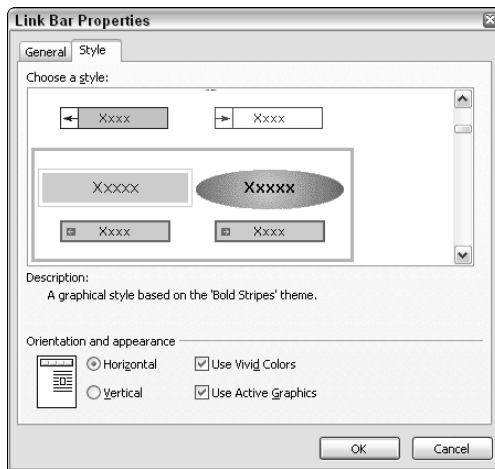 Link Bar Properties
General Style
Choose a style:
Xxxx Xxxx
Xxxxx Xxxxx
Xxxx Xxxx
Description:
A graphical style based on the 'Bold Stripes' theme.
Orientation and appearance
Horizontal Use Vivid Colors
Vertical Use Active Graphics
OK Cancel